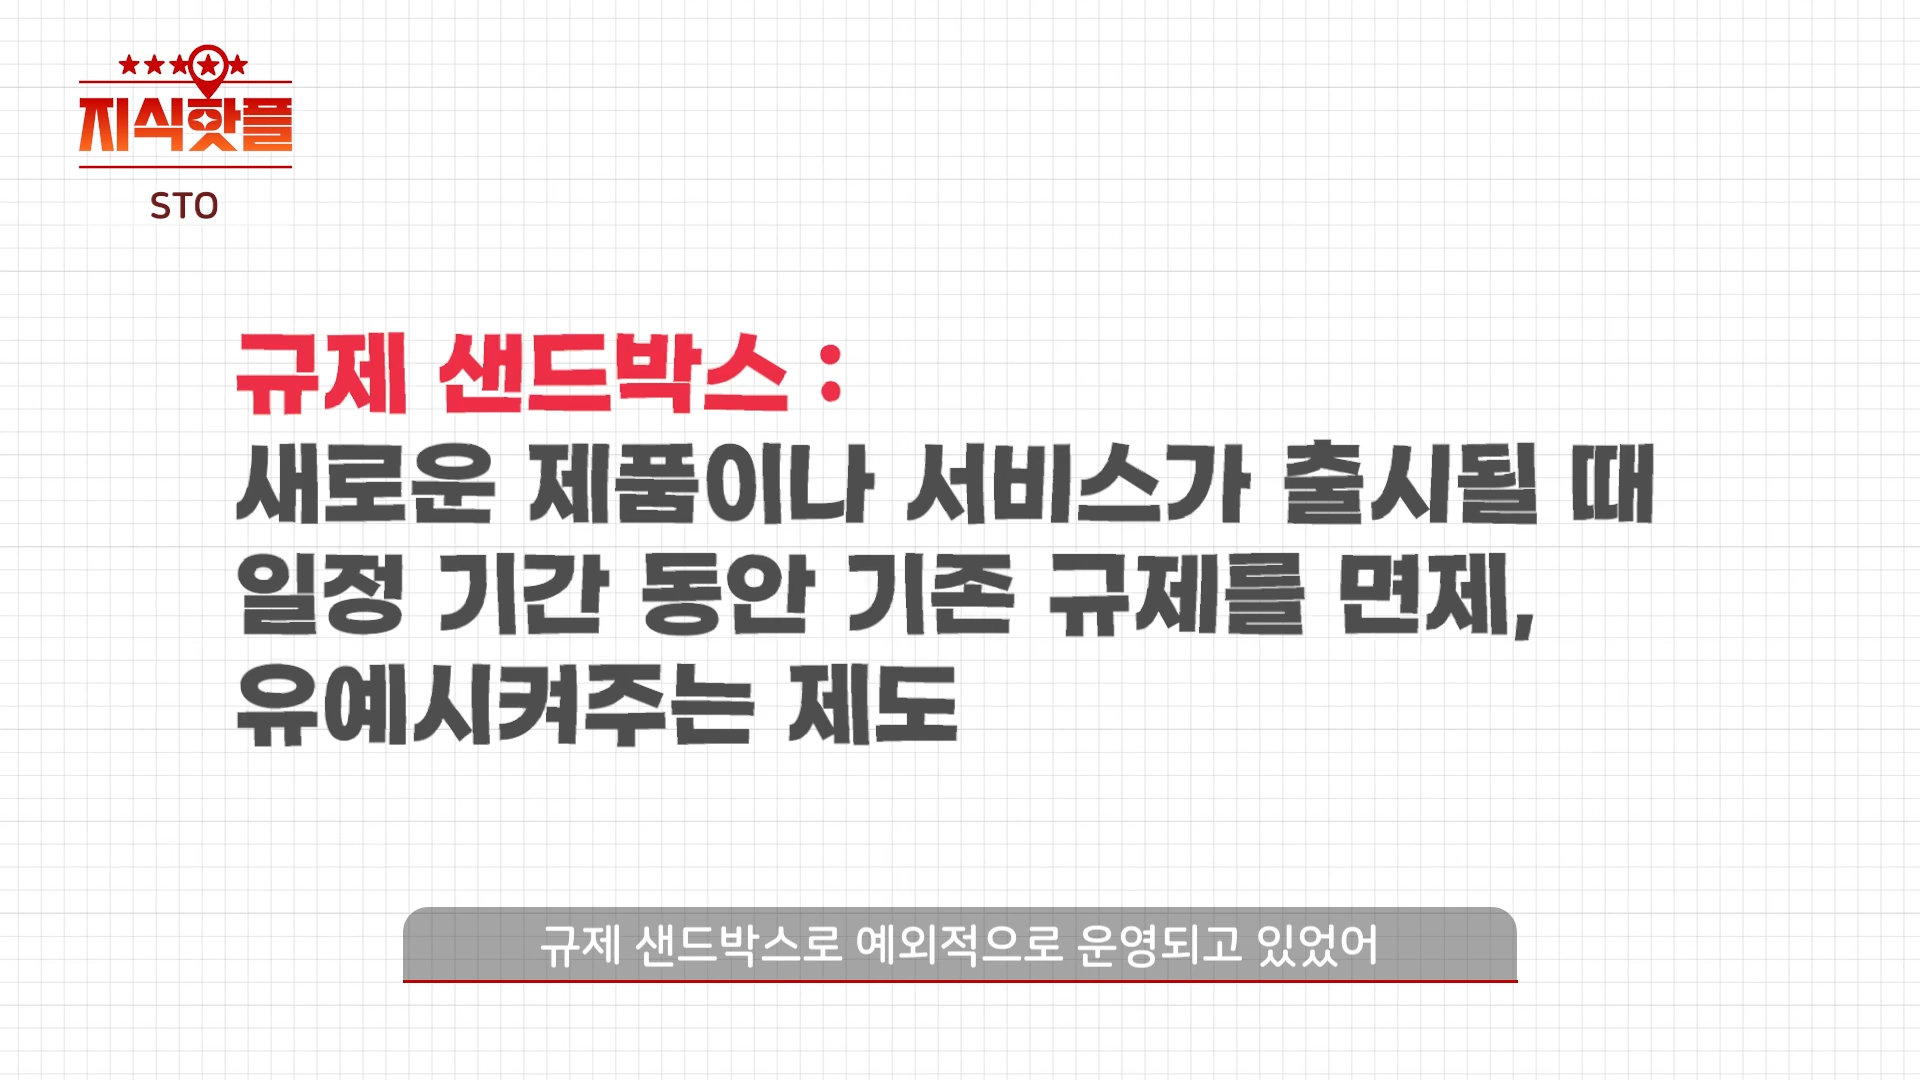 지식핫플
STO
규제 샌드박스 :
새로운 제품이나 서비스가 출시될 때
일정 기간 동안 기존 규제를 면제,
유예시켜주는 제도
규제 샌드박스로 예외적으로 운영되고 있었어